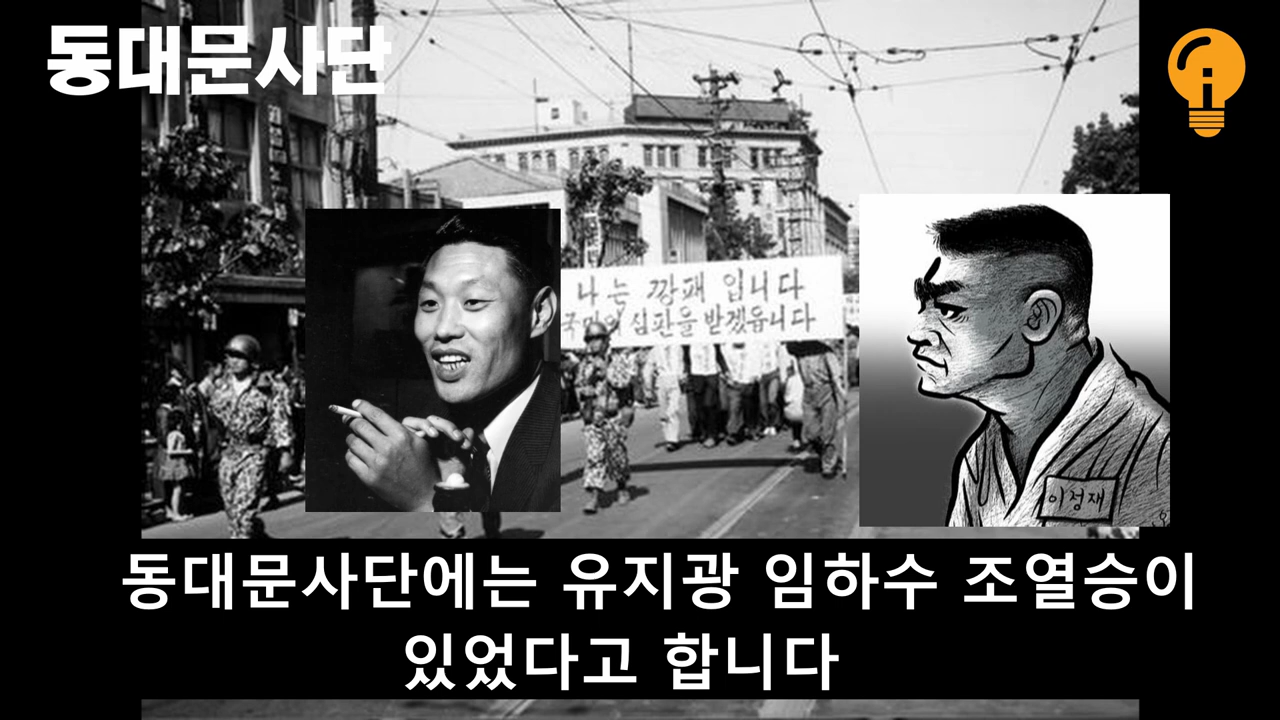 동대문사단
나는 깡패 입니다
국민의 심판을 받겠읍니다
이정재
동대문사단에는 유지광 임하수 조열승이
있었다고 합니다